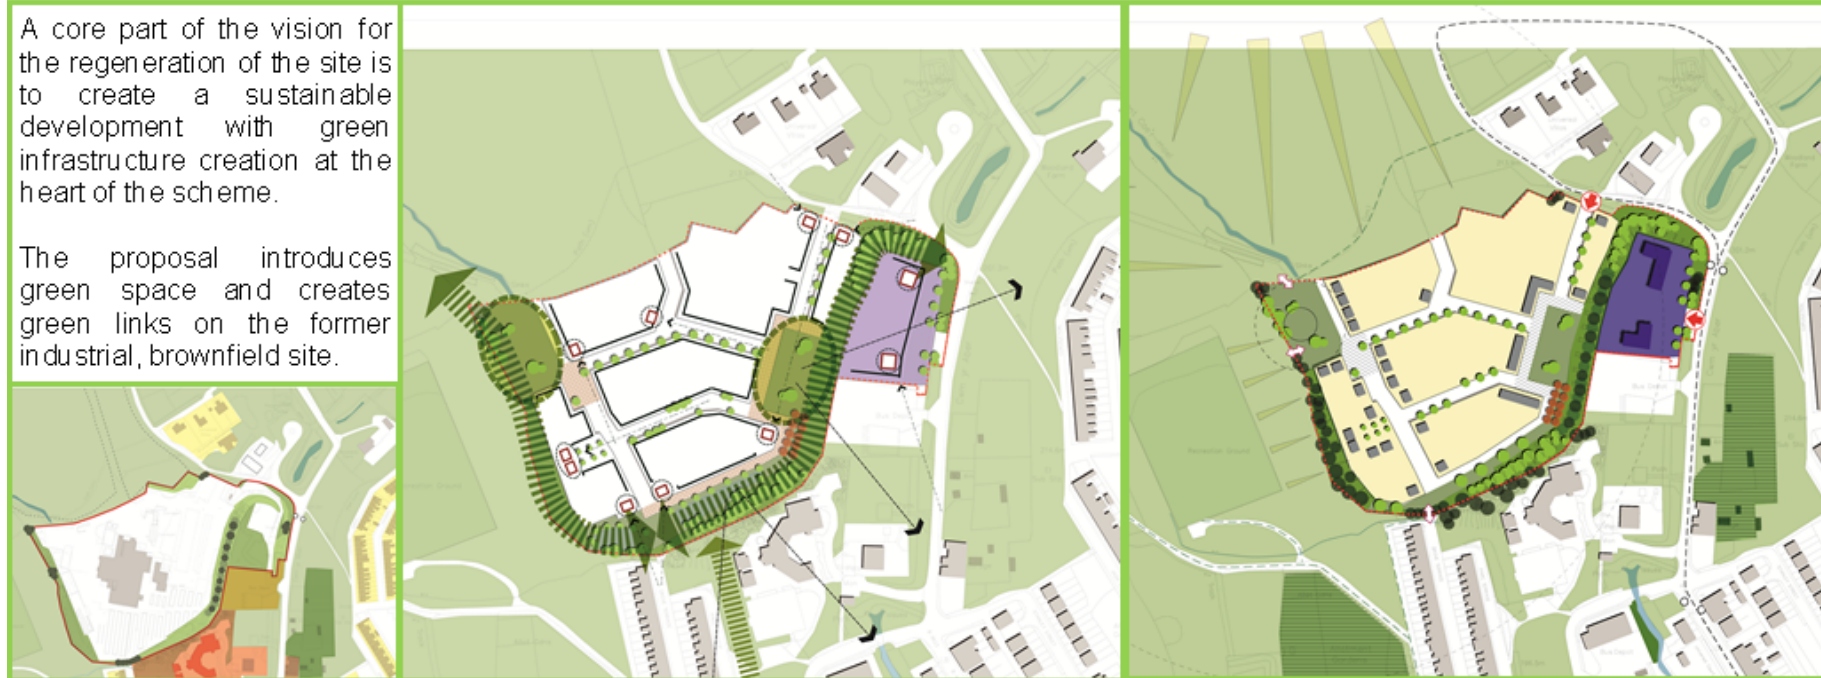 A core part of the vision for
the regeneration of the site is
to create a sustainable
development with green
infrastructure creation at the
heart of the scheme.
The proposal introduces
green space and creates
green links on the former
industrial, brownfield site.